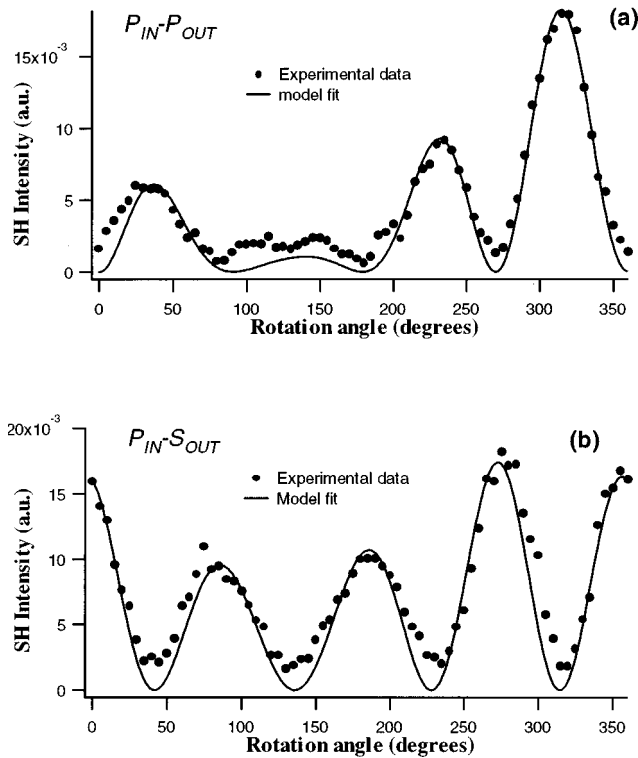 P_IN-P_OUT
(a)
15x10⁻³
Experimental data
model fit
10
5
0
SH Intensity (a.u.)
0 50 100 150 200 250 300 350
Rotation angle (degrees)
P_IN-S_OUT
(b)
20x10⁻³
Experimental data
Model fit
15
10
5
0
SH Intensity (a.u.)
0 50 100 150 200 250 300 350
Rotation angle (degrees)